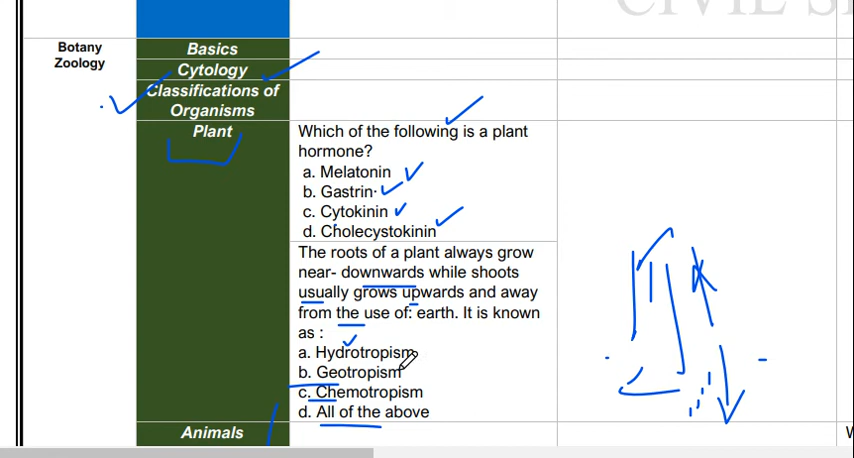 CIVIL S
Botany
Zoology
Basics
Cytology
Classifications of
Organisms
Plant
Which of the following is a plant
hormone?
a. Melatonin
b. Gastrin·
c. Cytokinin
d. Cholecystokinin
The roots of a plant always grow
near- downwards while shoots
usually grows upwards and away
from the use of: earth. It is known
as :
a. Hydrotropism
b. Geotropism
c. Chemotropism
d. All of the above
Animals